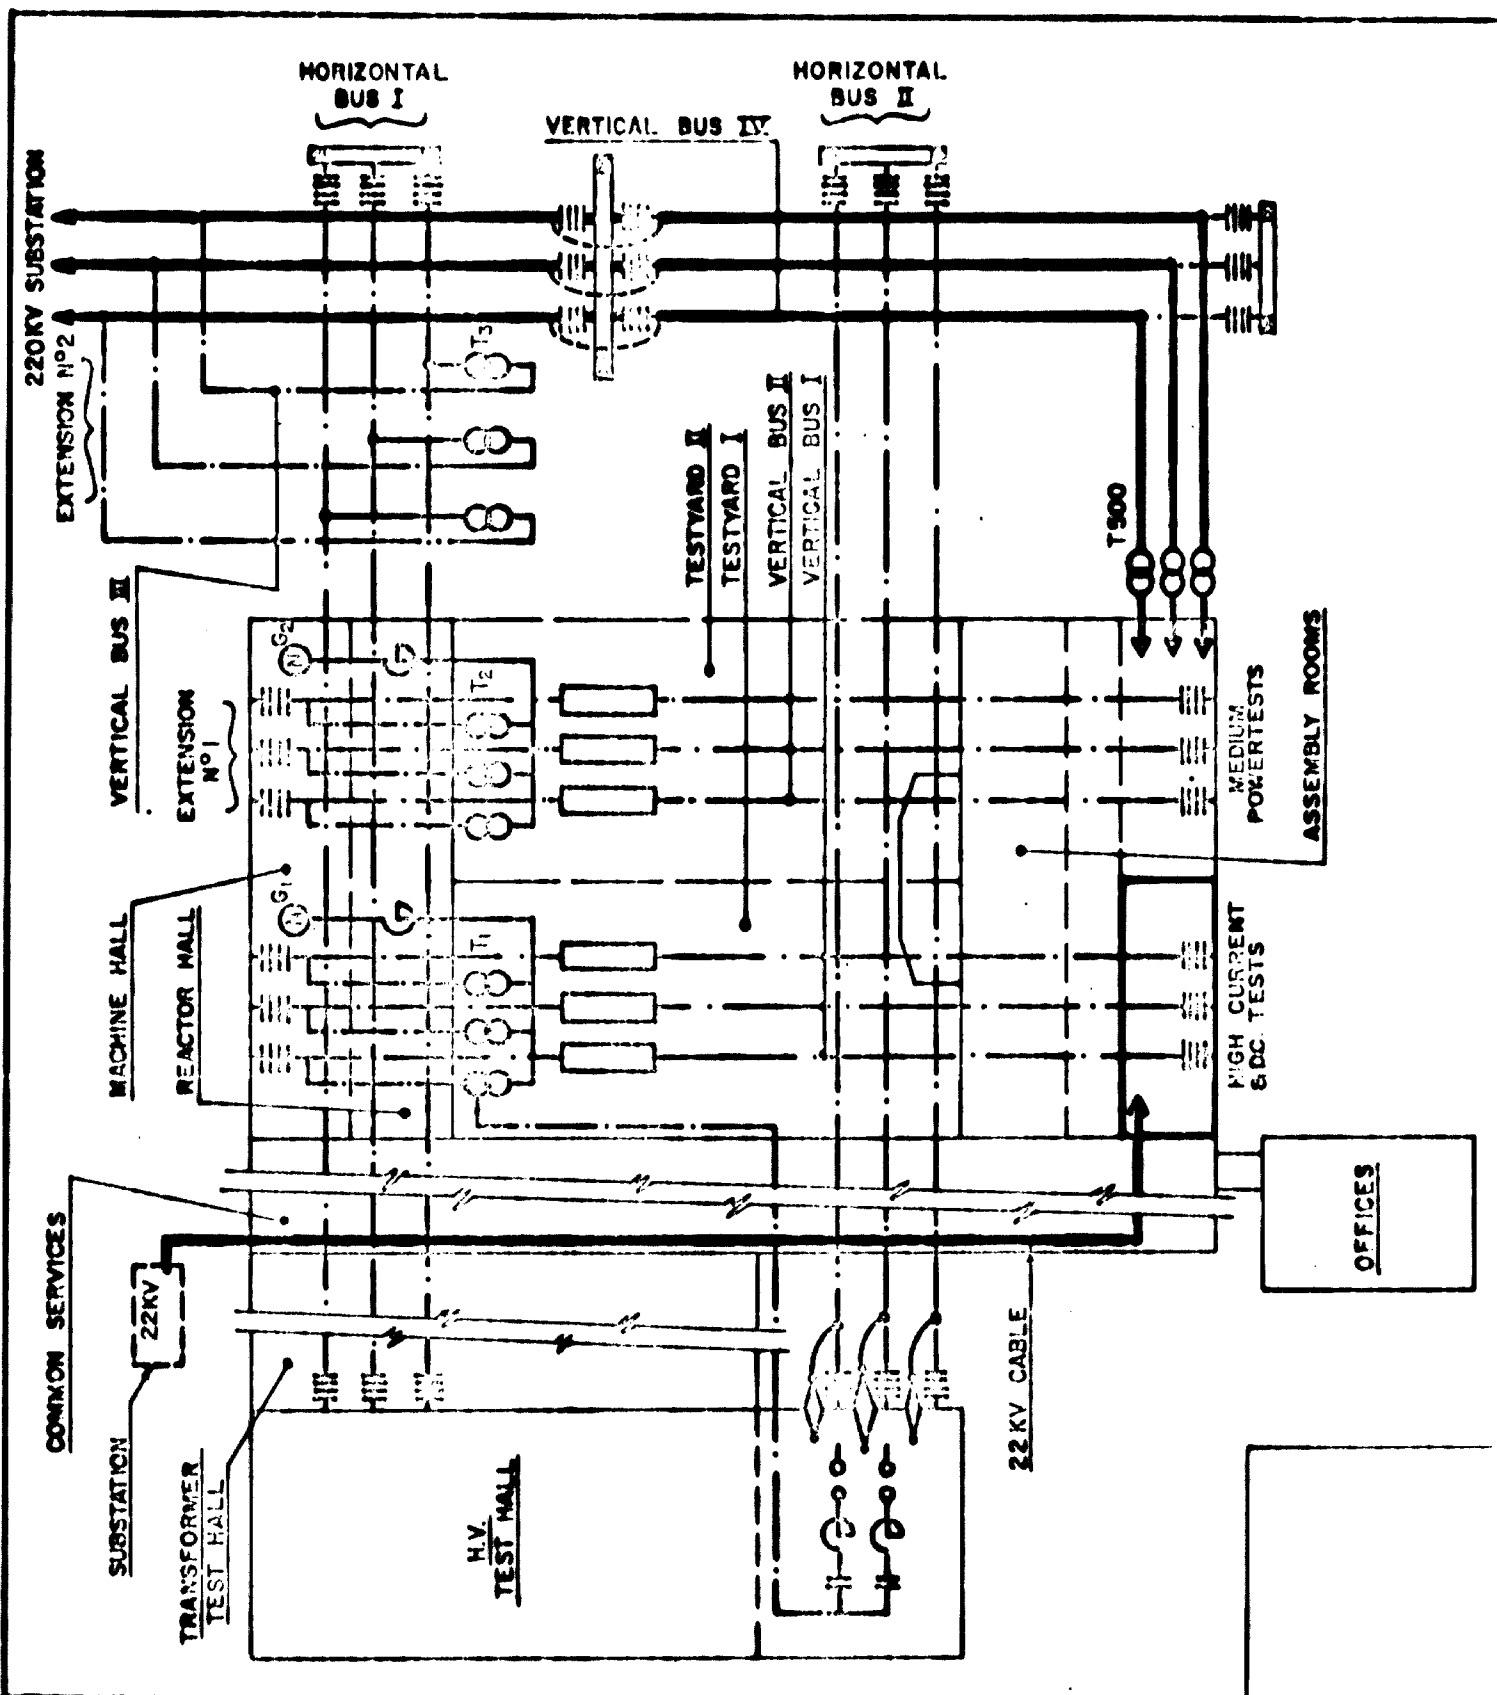 HORIZONTAL
BUS I
HORIZONTAL
BUS II
VERTICAL BUS IV
220KV SUBSTATION
EXTENSION Nº2
T3
VERTICAL BUS III
EXTENSION
Nº1
TESTYARD II
TESTYARD I
VERTICAL BUS II
VERTICAL BUS I
T500
G2
N
T2
MEDIUM
POWERTESTS
ASSEMBLY ROOMS
MACHINE HALL
REACTOR HALL
G1
N
T1
HIGH CURRENT
& DC. TESTS
COMMON SERVICES
22KV
SUBSTATION
TRANSFORMER
TEST HALL
H.V.
TEST HALL
22KV CABLE
OFFICES